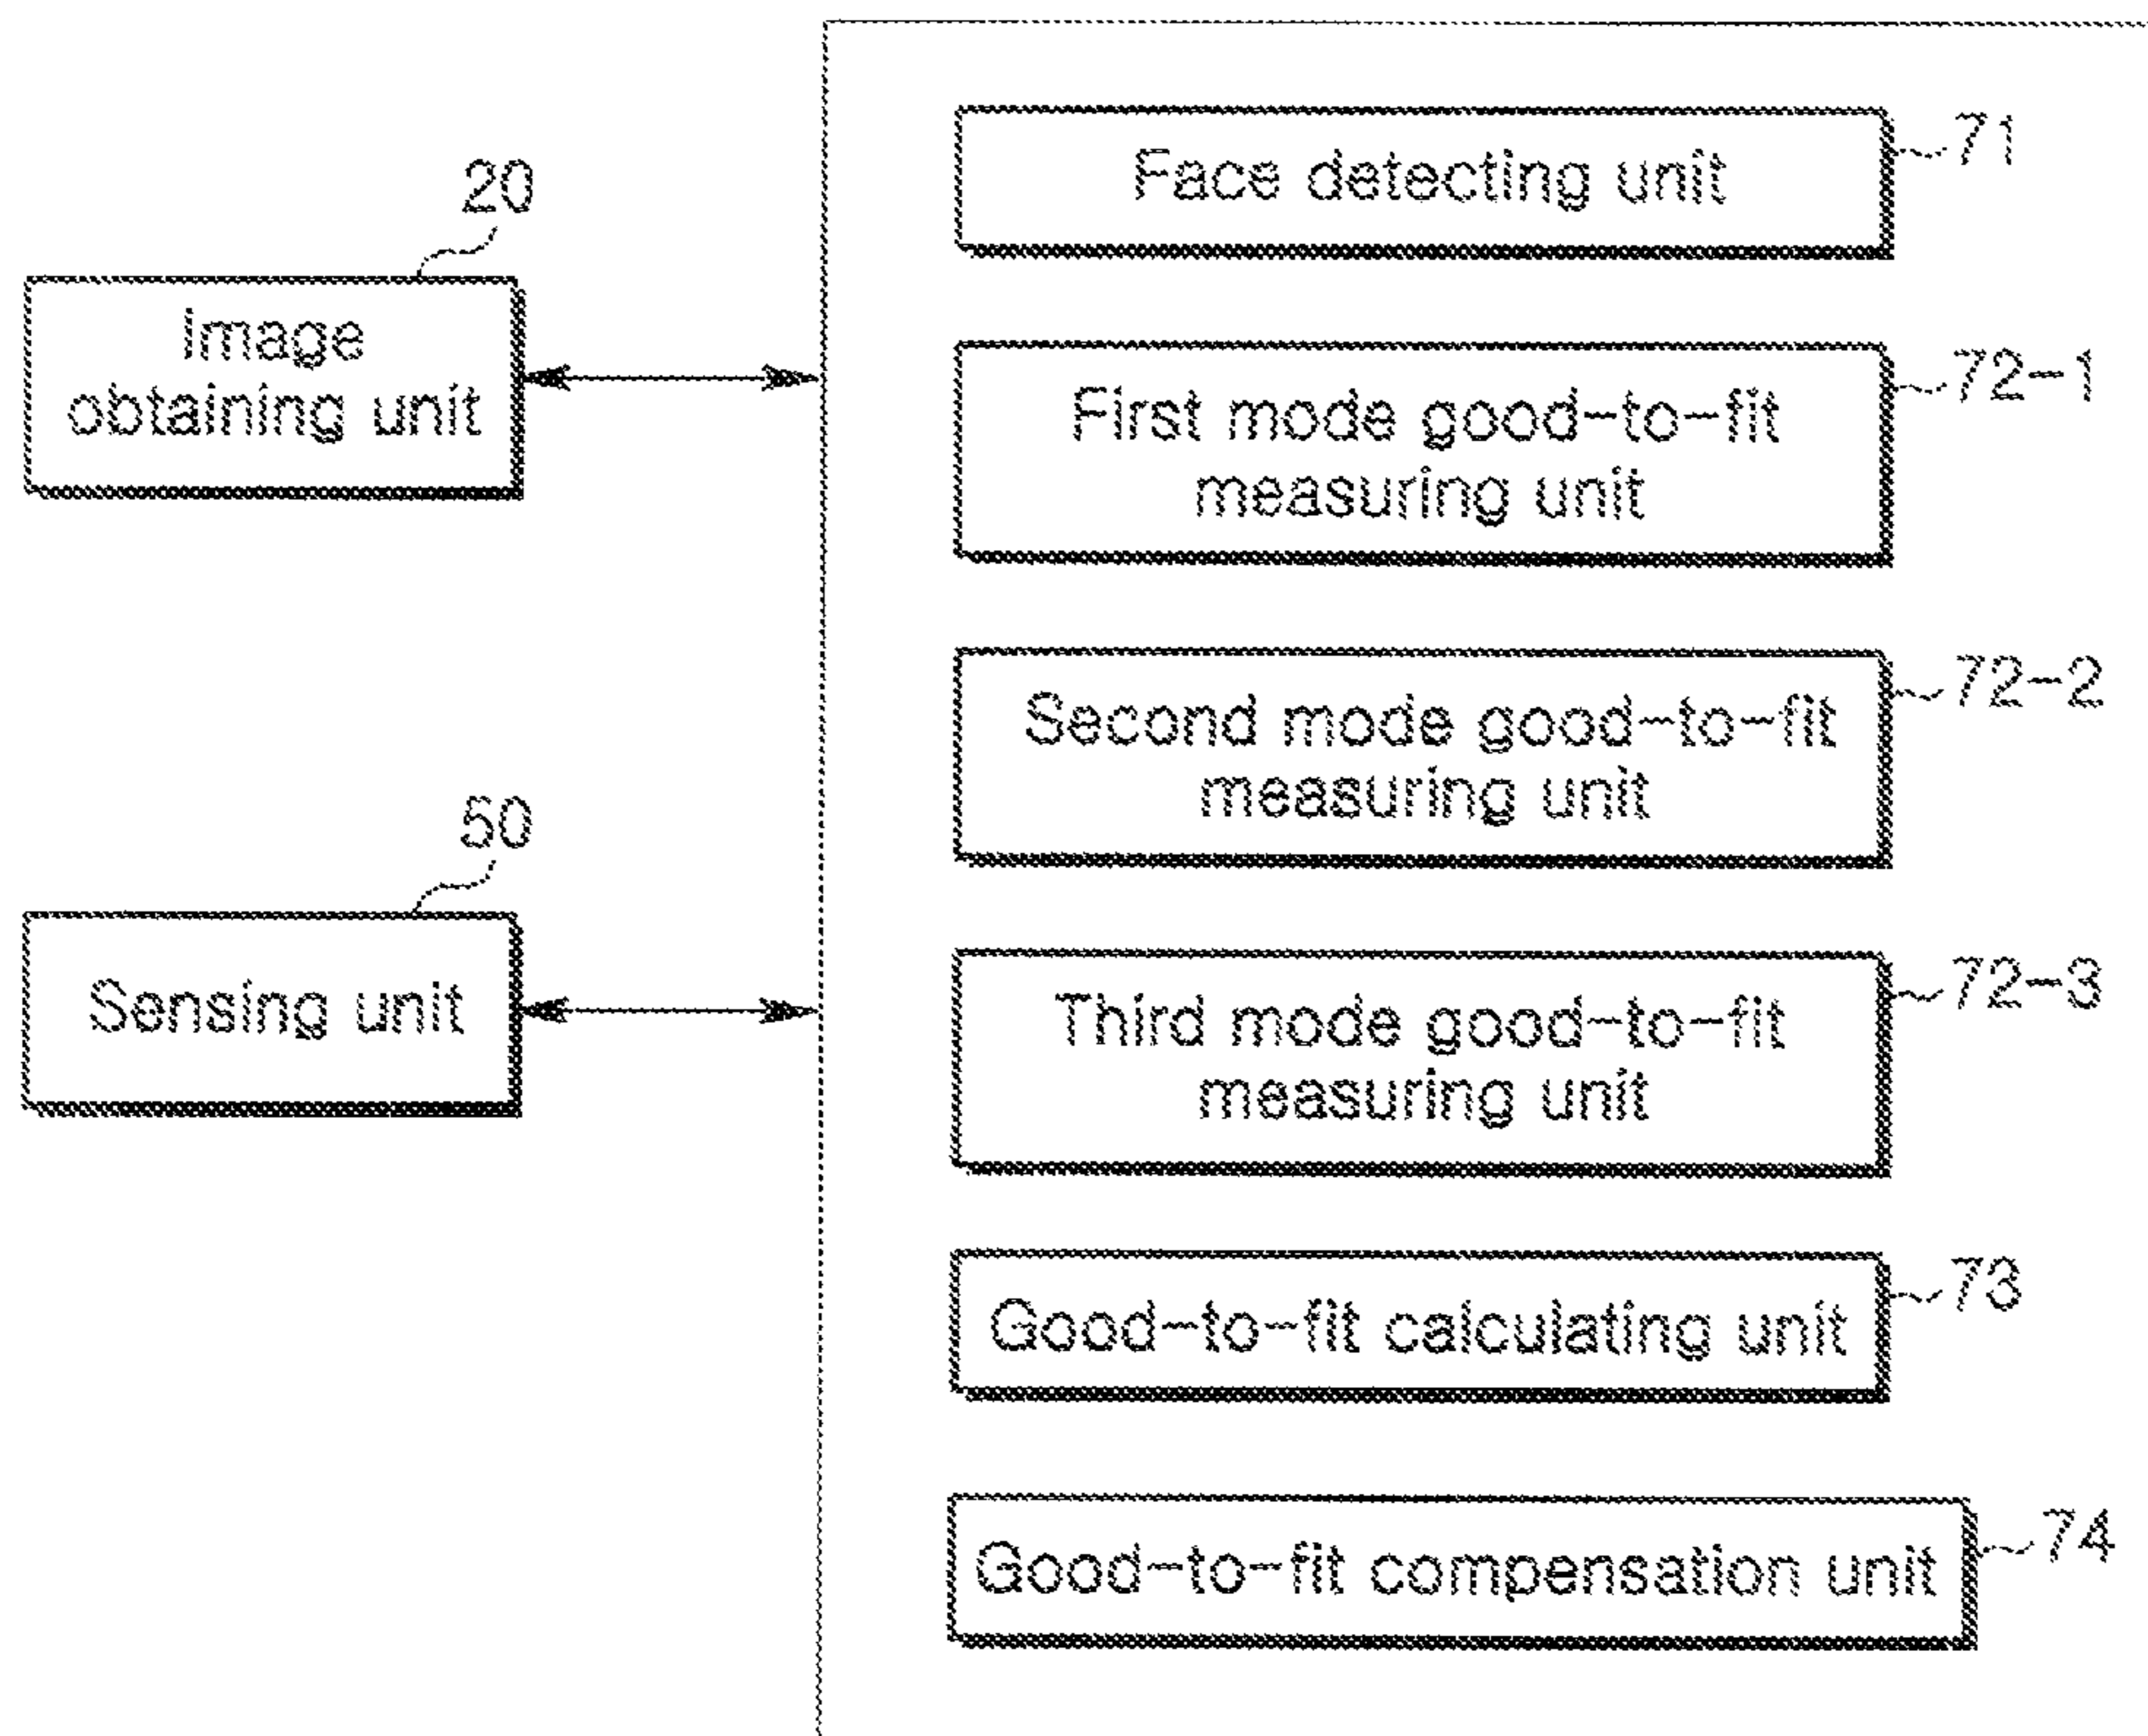 20
Image
obtaining unit
50
Sensing unit
Face detecting unit
71
First mode good-to-fit
measuring unit
72-1
Second mode good-to-fit
measuring unit
72-2
Third mode good-to-fit
measuring unit
72-3
Good-to-fit calculating unit
73
Good-to-fit compensation unit
74